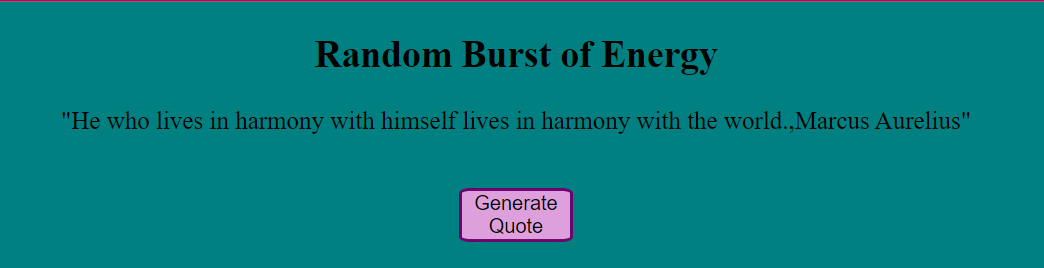 Random Burst of Energy
"He who lives in harmony with himself lives in harmony with the world.,Marcus Aurelius"
Generate
Quote